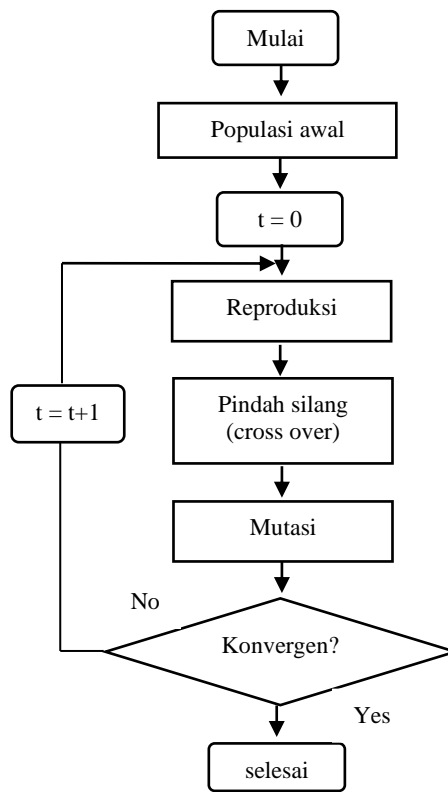 Mulai
Populasi awal
t = 0
Reproduksi
t = t+1
Pindah silang
(cross over)
Mutasi
No
Konvergen?
Yes
selesai